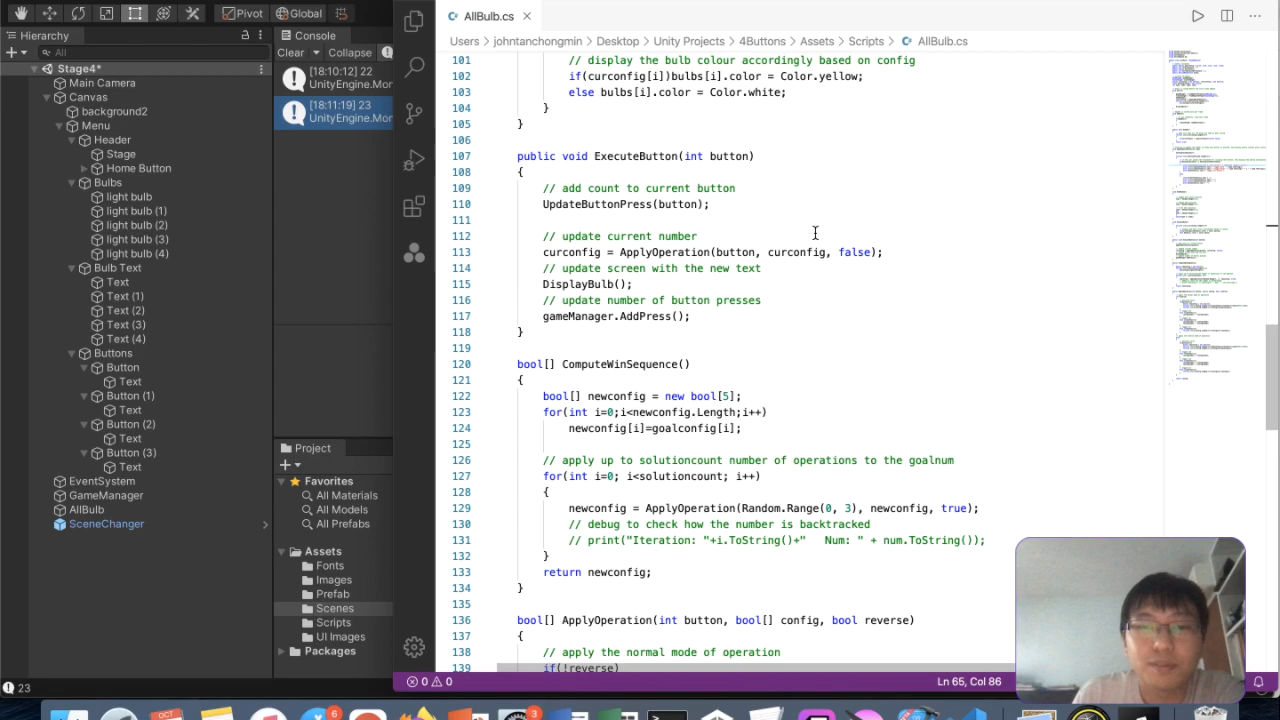 Pivot
Global
Hierarchy
All
Stage4*
Main Camera
Canvas
Background
Menu
Header
Stage
Bulbs
light bulb
light bulb (1)
light bulb (2)
light bulb (3)
light bulb (4)
Bulb Text
Text
Text (1)
Text (2)
Text (3)
Text (4)
Buttons
Button
Text
Button (1)
Text
Button (2)
Text
Button (3)
Text
EventSystem
GameManager
AllBulb
SceneChanger
23
Console
Clear
Collapse
[18:10:12] 22
UnityEngine.Mon
[18:11:19] 23
UnityEngine.Mon
Project
Favorites
All Materials
All Models
All Prefabs
Assets
Fonts
Images
Prefab
Scenes
Scripts
UI Images
Packages
AllBulb.cs
Users > johntanchongmin > Desktop > Unity Projects > 4Buttons > Assets > Scripts > AllBulb.cs
101 // display the bulb colour accordingly based on config
102 if(curconfig[i])bulbs[i].color = Color.yellow;
103 else bulbs[i].color = Color.white;
104 }
105 }
106
107 public void ExecuteButton(int button)
108 {
109 // add count to current button
110 UpdateButtonPress(button);
111
112 // update current number
113 curconfig = ApplyOperation(button, curconfig, false);
114 // update screen with the new text
115 DisplayBulb();
116 // update number of button presses
117 gameManager.AddPress();
118 }
119
120 bool[] ComputeWinSequence()
121 {
122 bool[] newconfig = new bool[5];
123 for(int i=0;i<newconfig.Length;i++)
124 newconfig[i]=goalconfig[i];
125
126 // apply up to solutioncount number of operations to the goalnum
127 for(int i=0; i<solutioncount; i++)
128 {
129 newconfig = ApplyOperation(Random.Range(0, 3), newconfig, true);
130 // debug to check how the number is backtracked
131 // print("Iteration: "+i.ToString()+" Num: " + num.ToString());
132 }
133 return newconfig;
134 }
135
136 bool[] ApplyOperation(int button, bool[] config, bool reverse)
137 {
138 // apply the normal mode of operation
139 if(!reverse)
0 0
Ln 65, Col 86
OCT
3